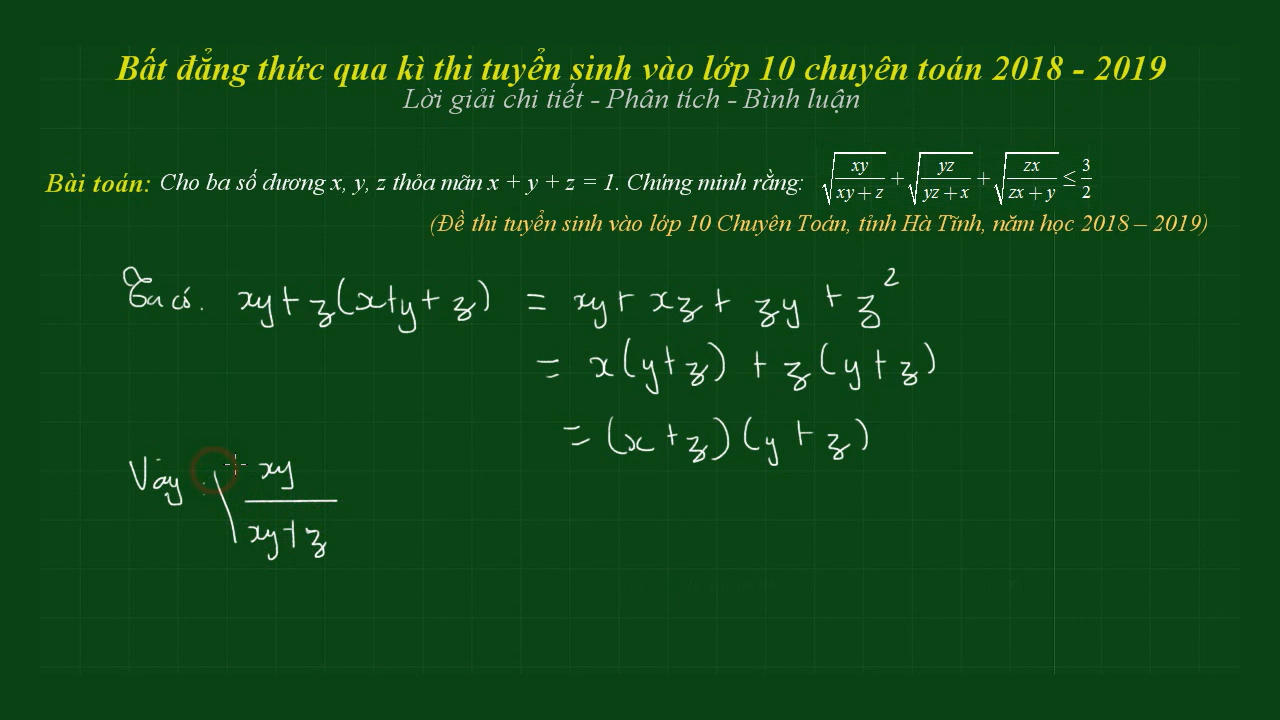 Bất đẳng thức qua kì thi tuyển sinh vào lớp 10 chuyên toán 2018 - 2019
Lời giải chi tiết - Phân tích - Bình luận
Bài toán: Cho ba số dương x, y, z thỏa mãn x + y + z = 1. Chứng minh rằng: √(xy/(xy + z)) + √(yz/(yz + x)) + √(zx/(zx + y)) ≤ 3/2
(Đề thi tuyển sinh vào lớp 10 Chuyên Toán, tỉnh Hà Tĩnh, năm học 2018 – 2019)
Ta có. xy + z(x+y+z) = xy + xz + zy + z²
= x(y+z) + z(y+z)
= (x+z)(y+z)
Vậy √(xy/(xy+z))